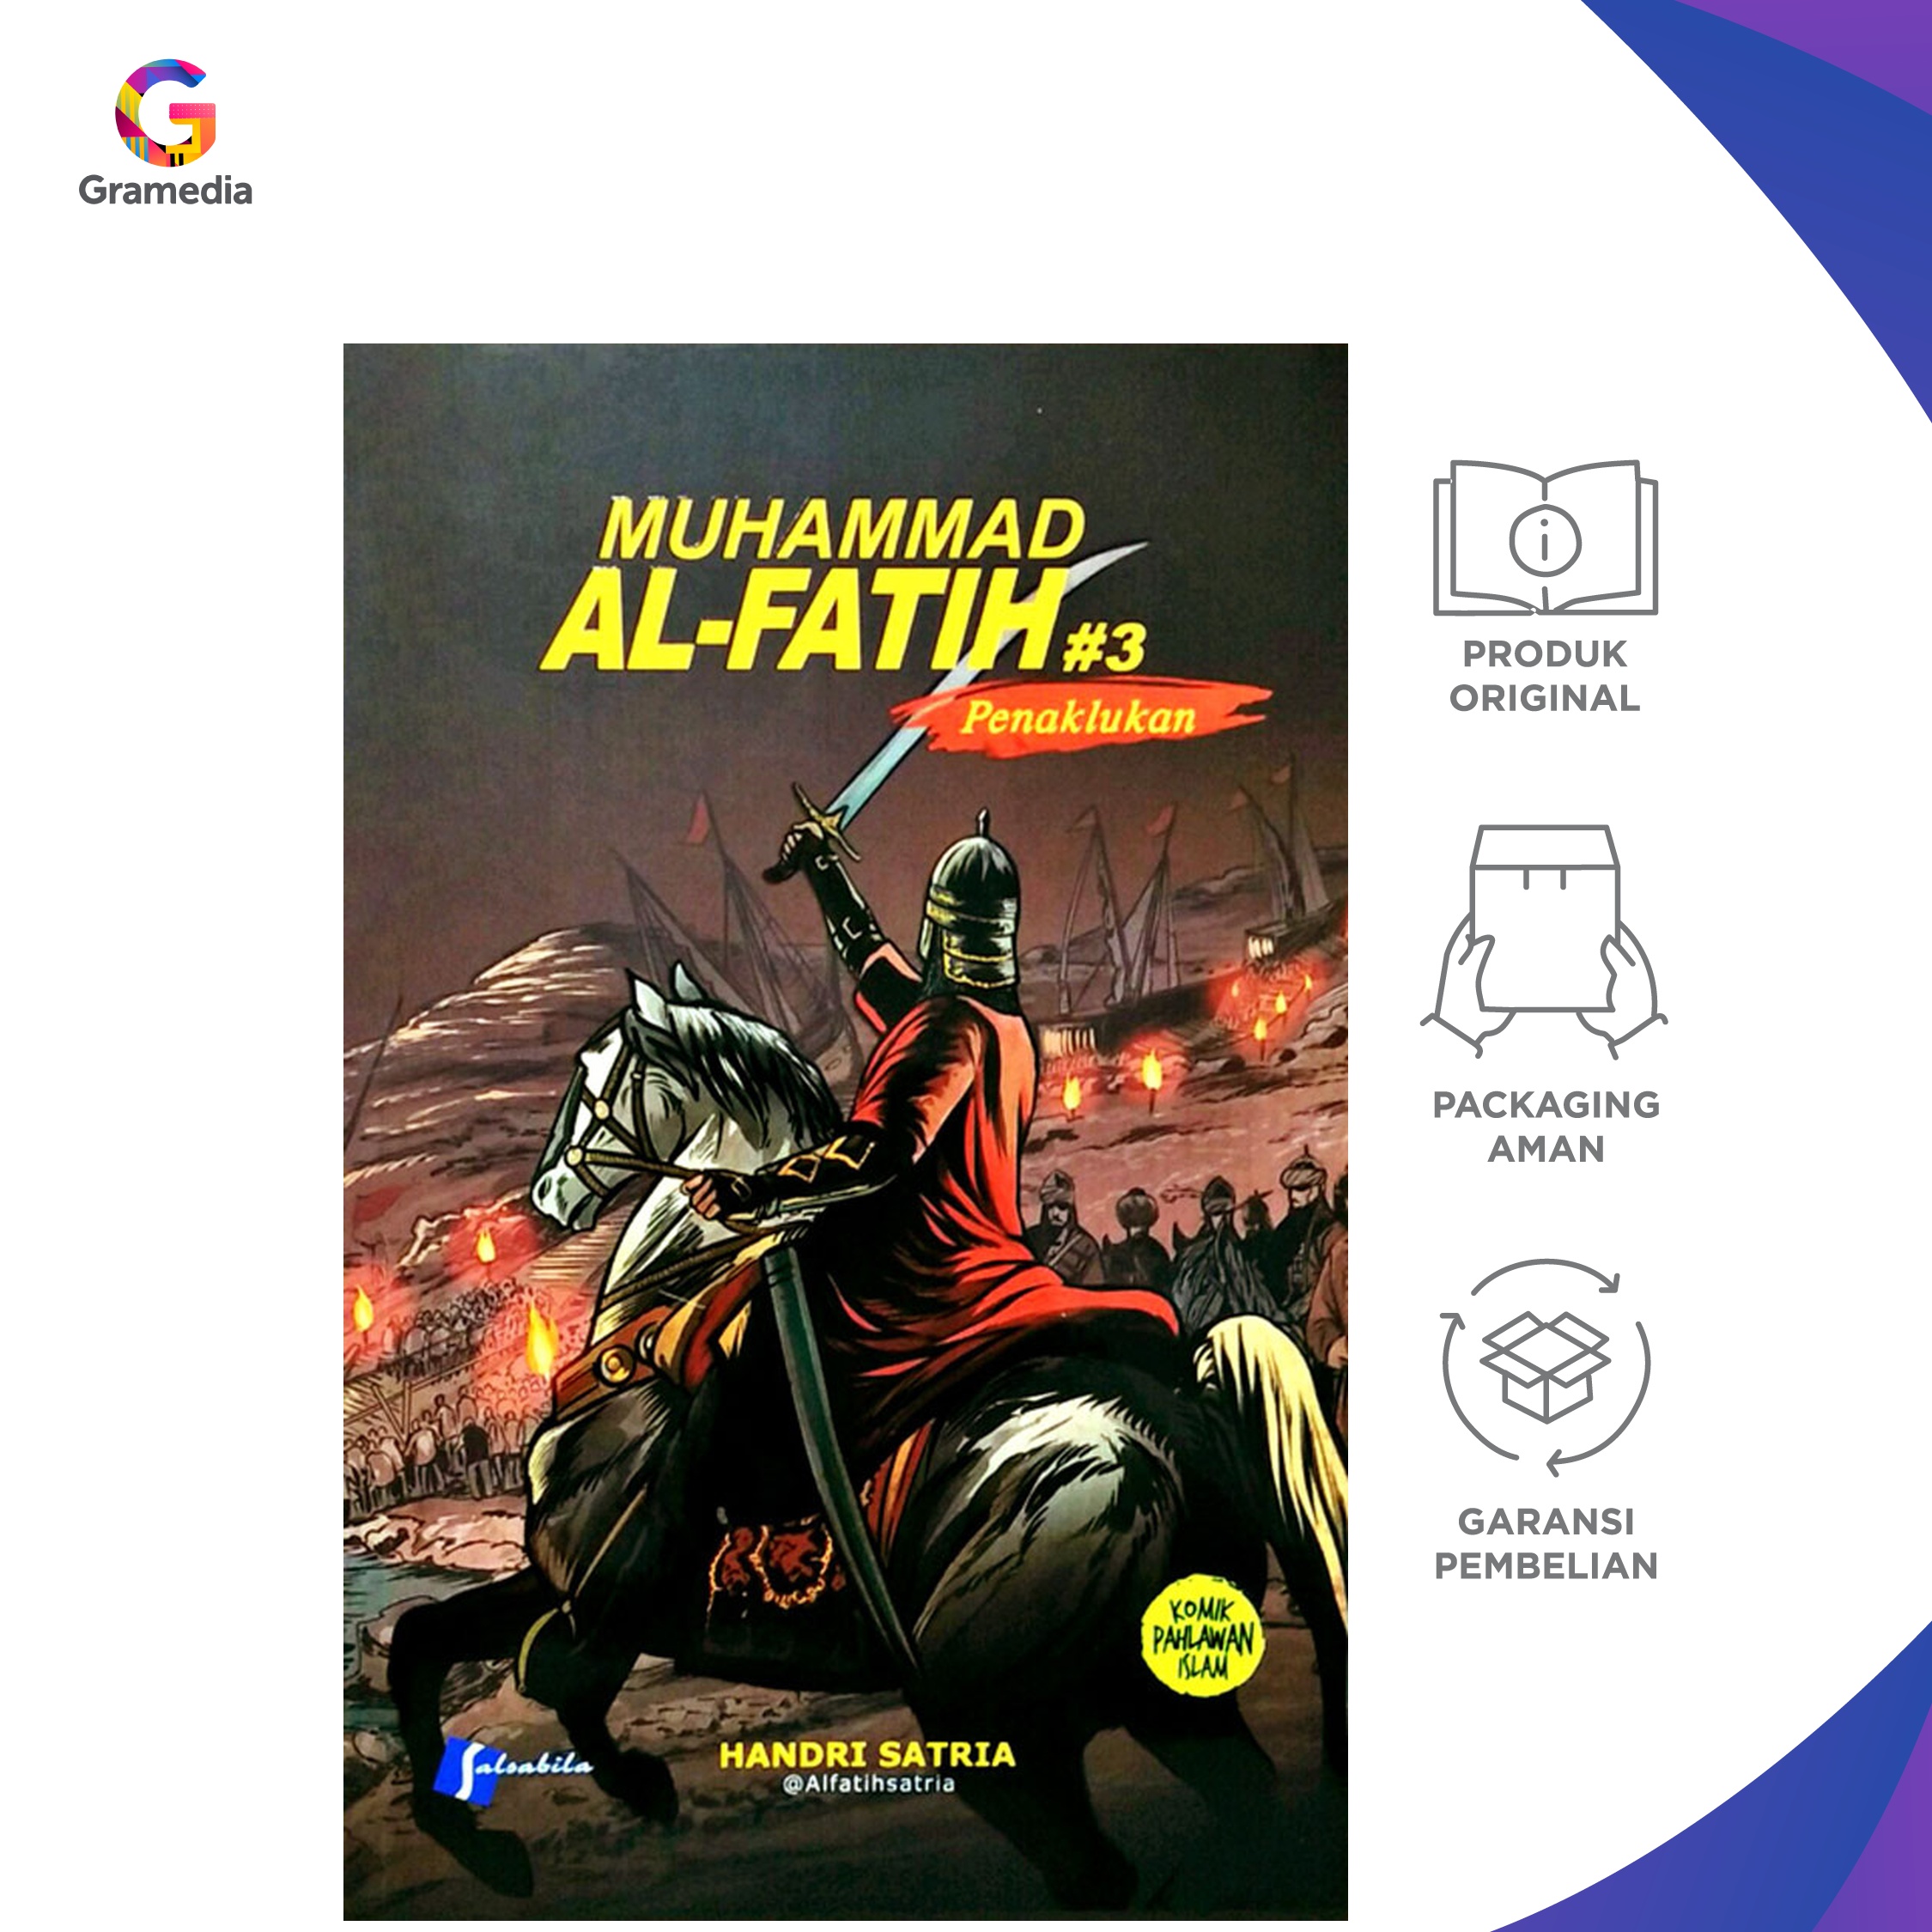 Gramedia
MUHAMMAD
AL-FATIH #3
Penaklukan
KOMIK
PAHLAWAN
ISLAM
Salsabila
HANDRI SATRIA
@Alfatihsatria
PRODUK
ORIGINAL
PACKAGING
AMAN
GARANSI
PEMBELIAN